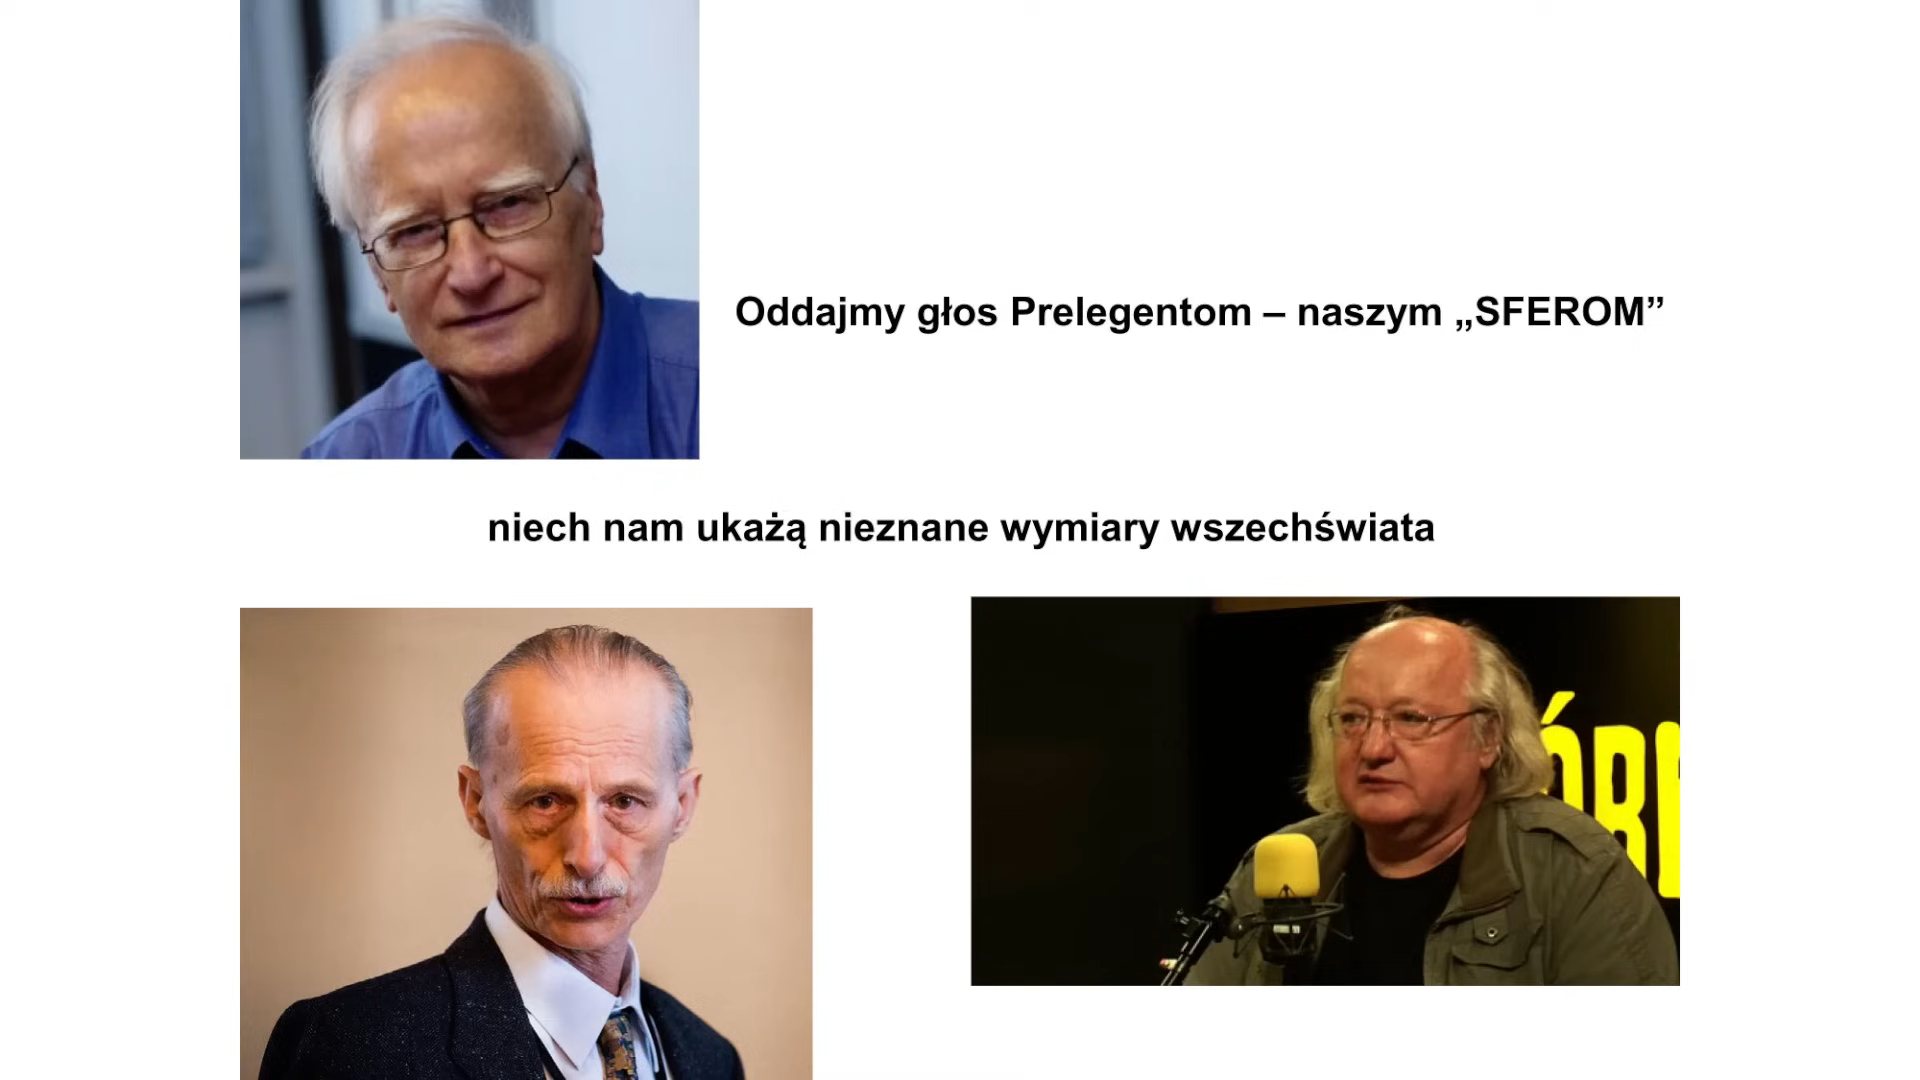 Oddajmy głos Prelegentom – naszym „SFEROM”
niech nam ukażą nieznane wymiary wszechświata